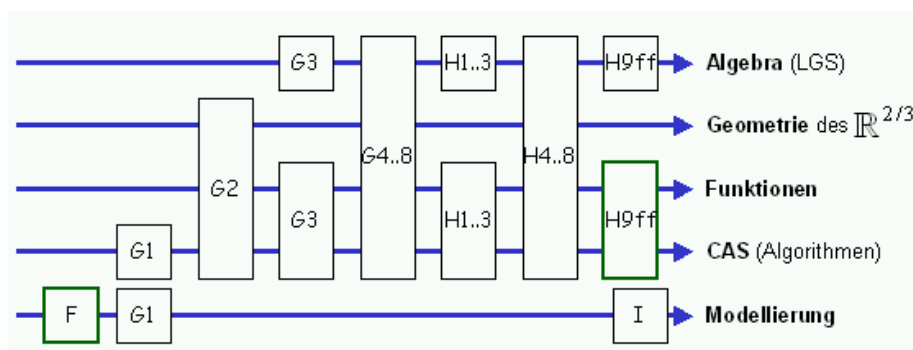 G3 H1..3 H9ff Algebra (LGS)
Geometrie des ℝ 2/3
G2 G4..8 H4..8 Funktionen
G3 H1..3 H9ff
G1 CAS (Algorithmen)
F G1 I Modellierung